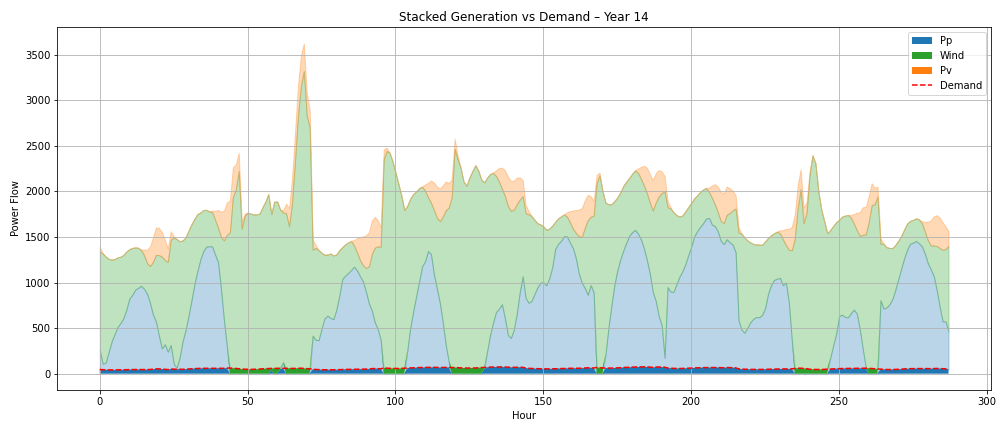 Stacked Generation vs Demand – Year 14
Pp
Wind
Pv
Demand
Power Flow
3500
3000
2500
2000
1500
1000
500
0
0
50
100
150
200
250
300
Hour